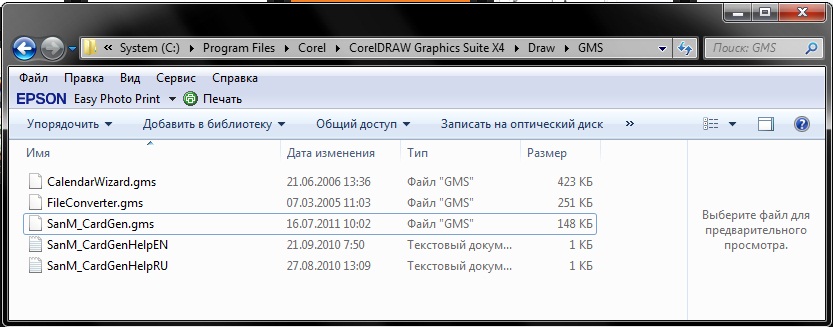 System (C:) Program Files Corel CorelDRAW Graphics Suite X4 Draw GMS Поиск: GMS
Файл Правка Вид Сервис Справка
EPSON Easy Photo Print Печать
Упорядочить Добавить в библиотеку Общий доступ Записать на оптический диск »
Имя Дата изменения Тип Размер
CalendarWizard.gms 21.06.2006 13:36 Файл "GMS" 423 КБ
FileConverter.gms 07.03.2005 11:03 Файл "GMS" 251 КБ
SanM_CardGen.gms 16.07.2011 10:02 Файл "GMS" 148 КБ
SanM_CardGenHelpEN 21.09.2010 7:50 Текстовый докум... 1 КБ
SanM_CardGenHelpRU 27.08.2010 13:09 Текстовый докум... 1 КБ
Выберите файл для
предварительного
просмотра.